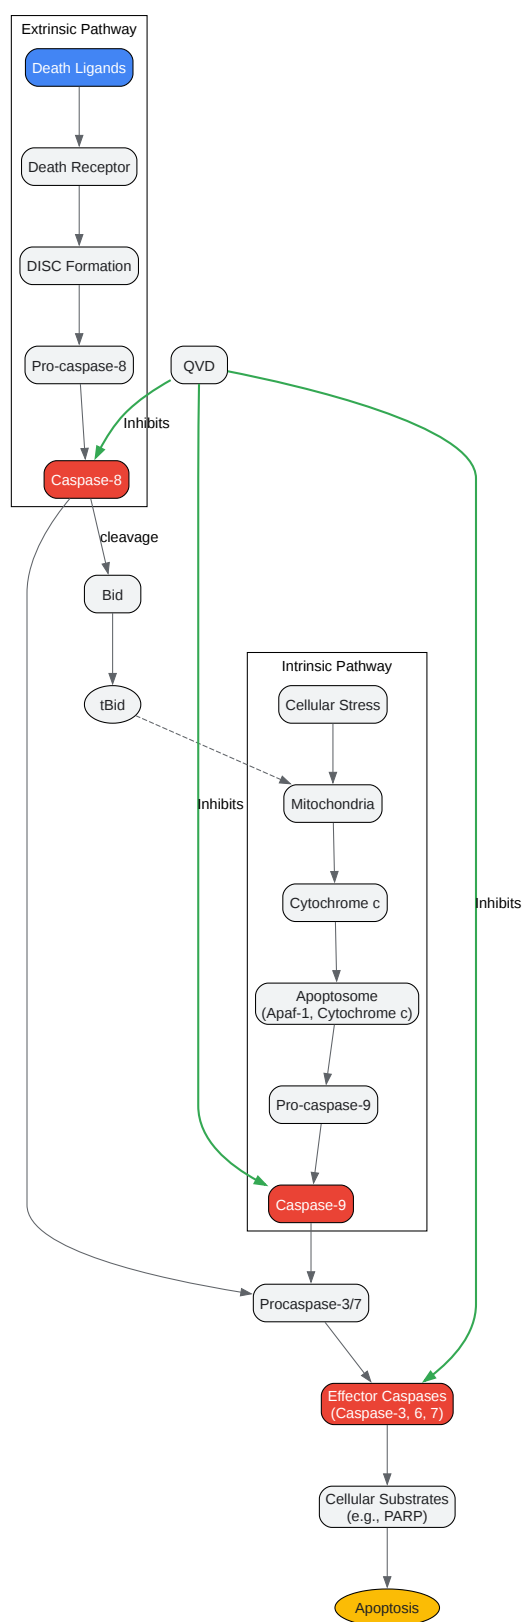 Extrinsic Pathway
Death Ligands
Death Receptor
DISC Formation
Pro-caspase-8
QVD
Inhibits
Caspase-8
cleavage
Bid
tBid
Intrinsic Pathway
Cellular Stress
Mitochondria
Inhibits
Cytochrome c
Inhibits
Apoptosome
(Apaf-1, Cytochrome c)
Pro-caspase-9
Caspase-9
Procaspase-3/7
Effector Caspases
(Caspase-3, 6, 7)
Cellular Substrates
(e.g., PARP)
Apoptosis